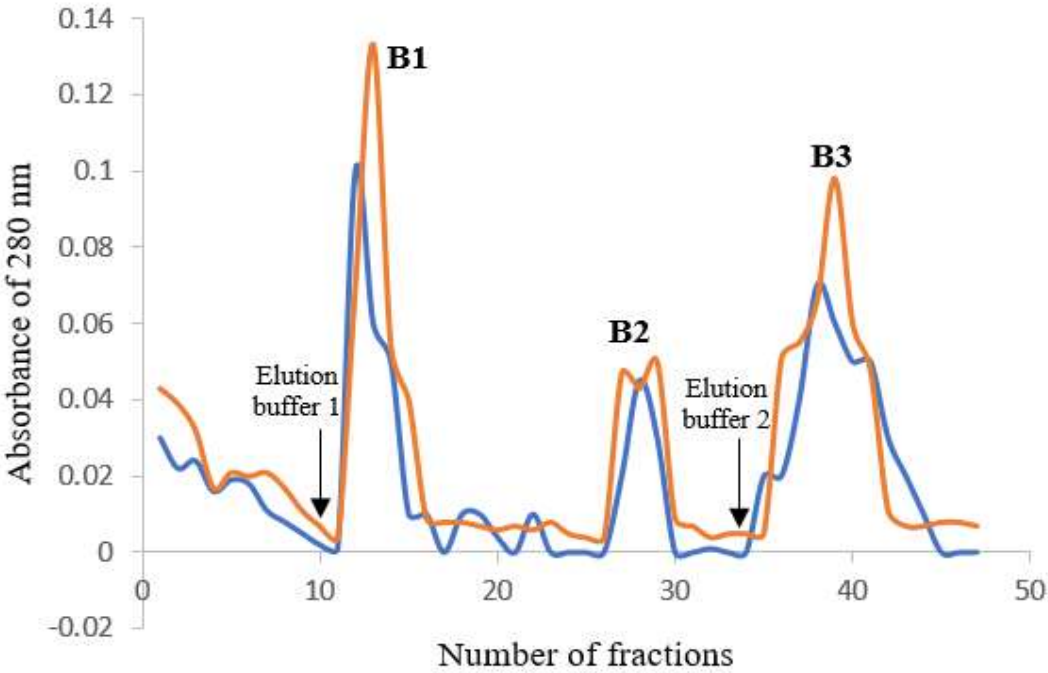 0.14
B1
0.12
0.1
B3
0.08
0.06
B2
Elution
buffer 1
Elution
buffer 2
0.04
0.02
0
-0.02
0
10
20
30
40
50
Absorbance of 280 nm
Number of fractions